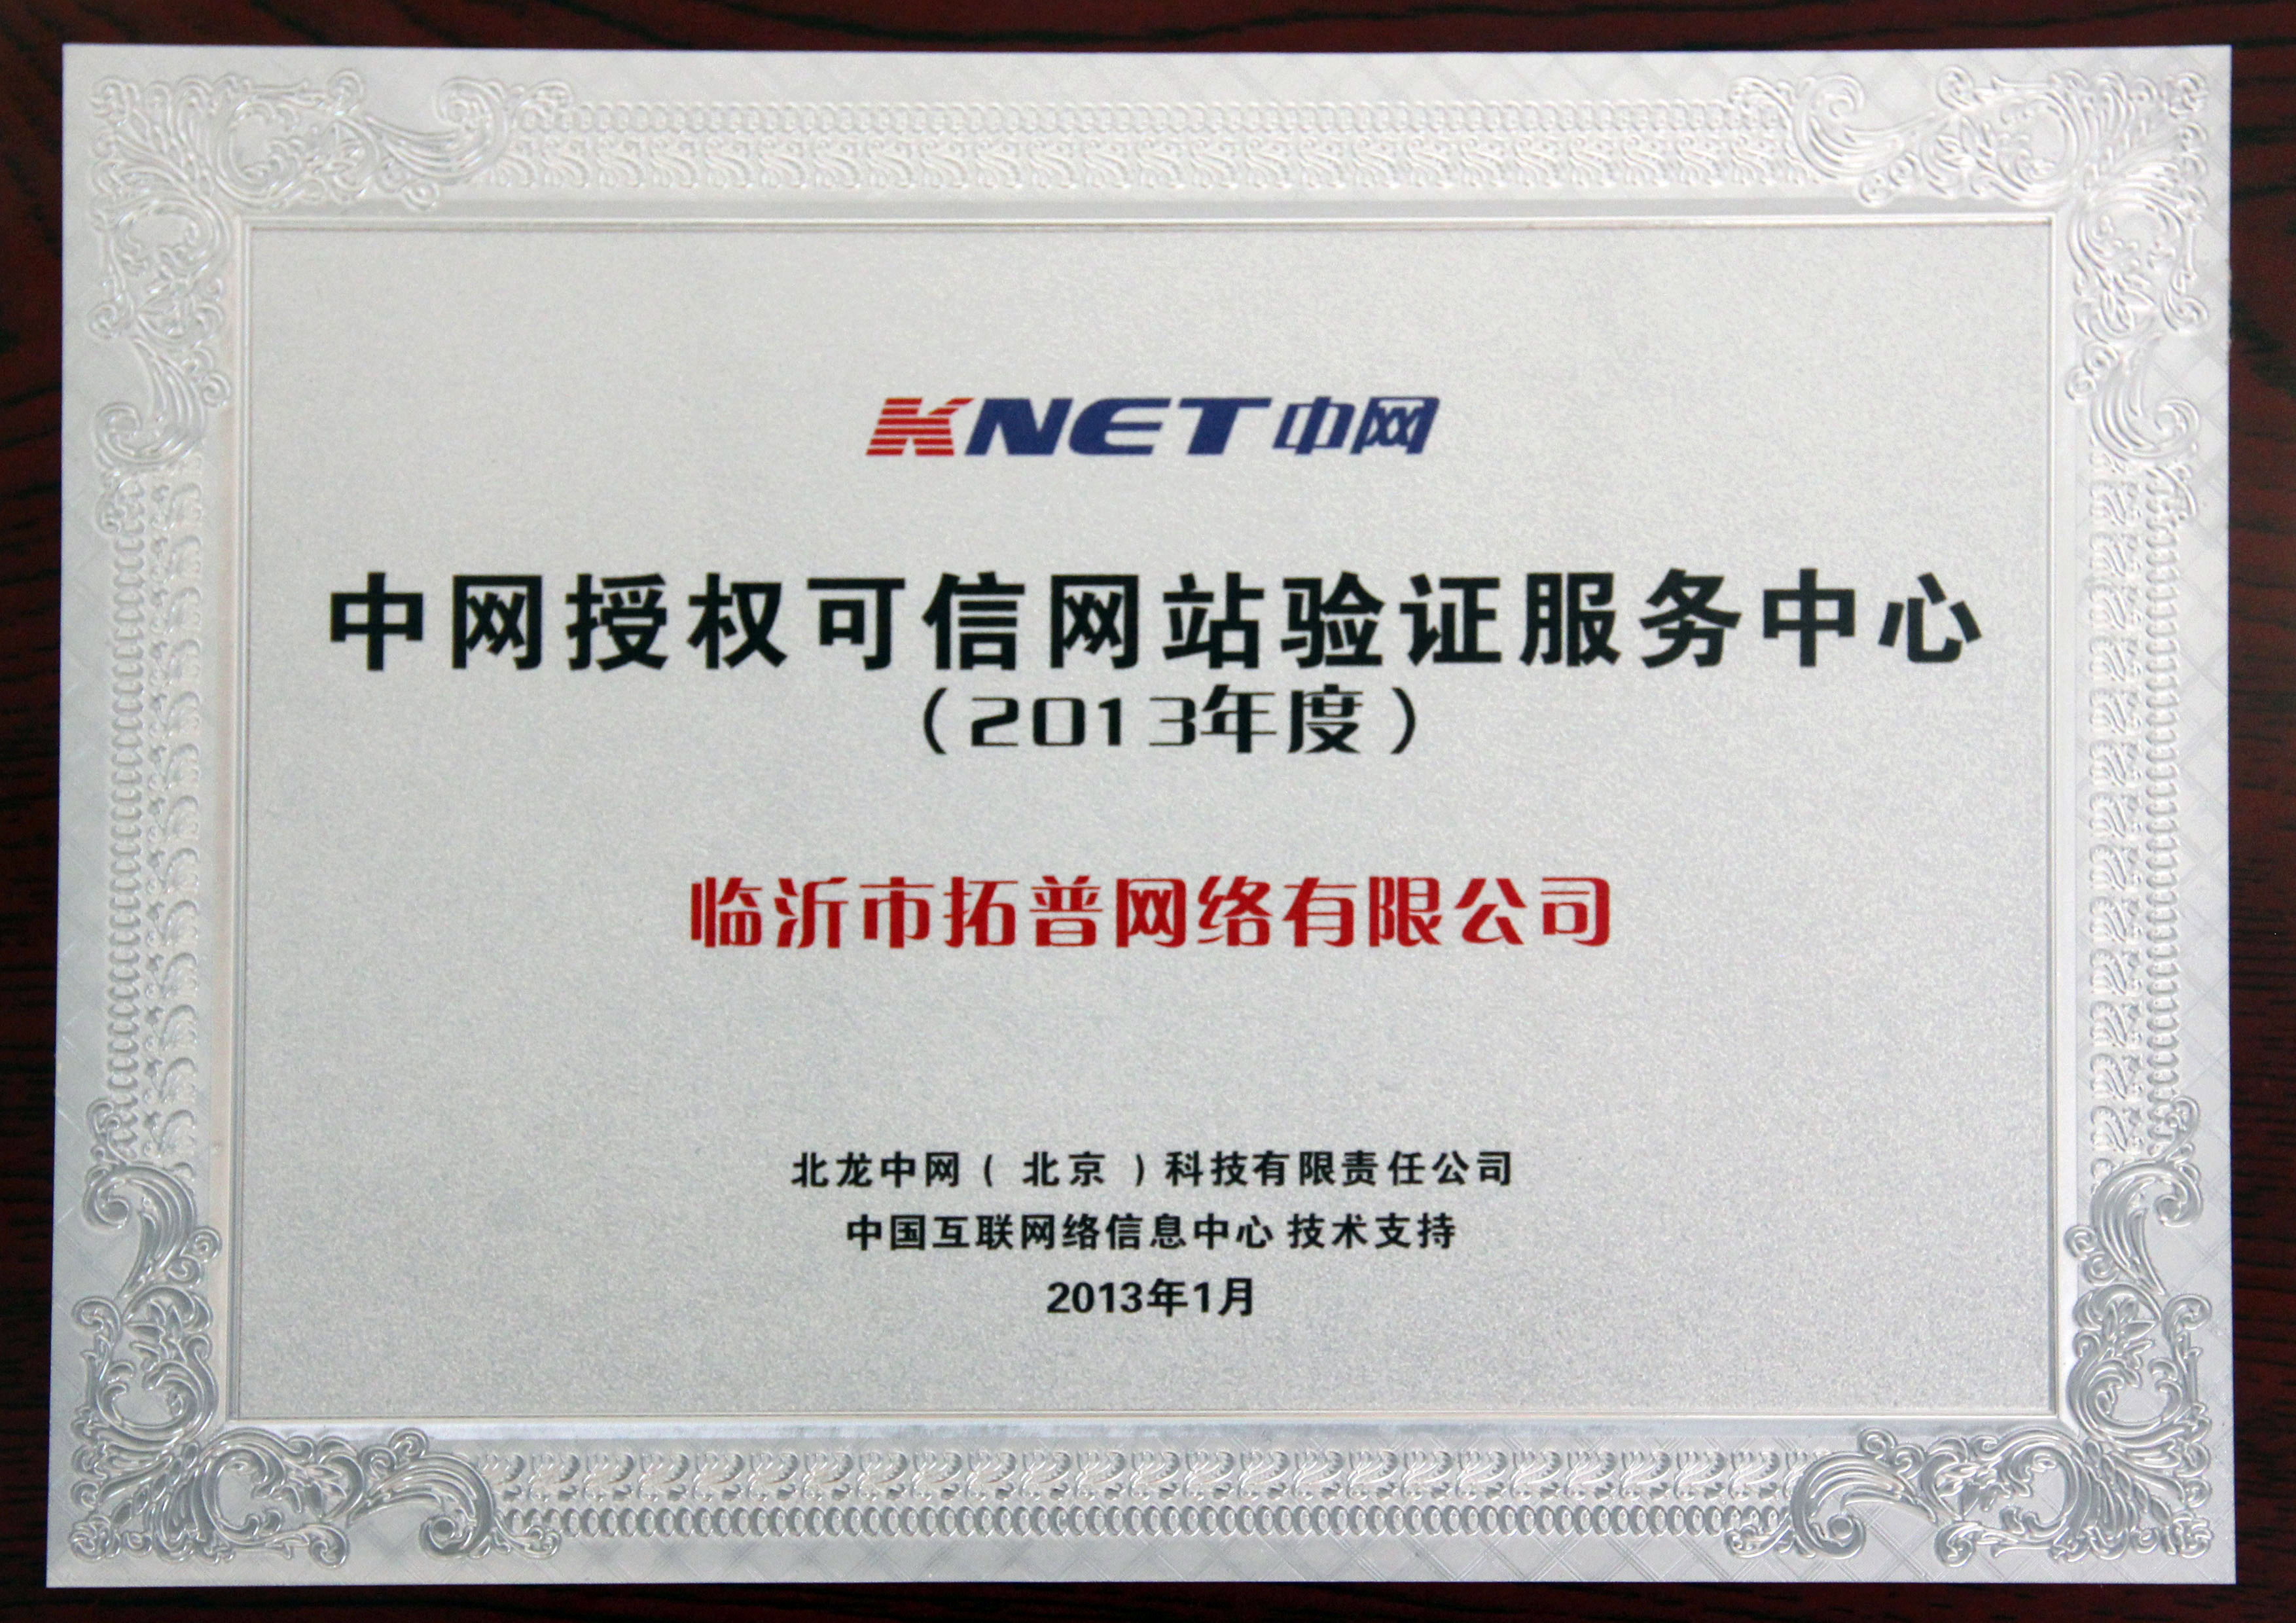 KNET中网
中网授权可信网站验证服务中心
（2013年度）
临沂市拓普网络有限公司
北龙中网（北京）科技有限责任公司
中国互联网络信息中心 技术支持
2013年1月